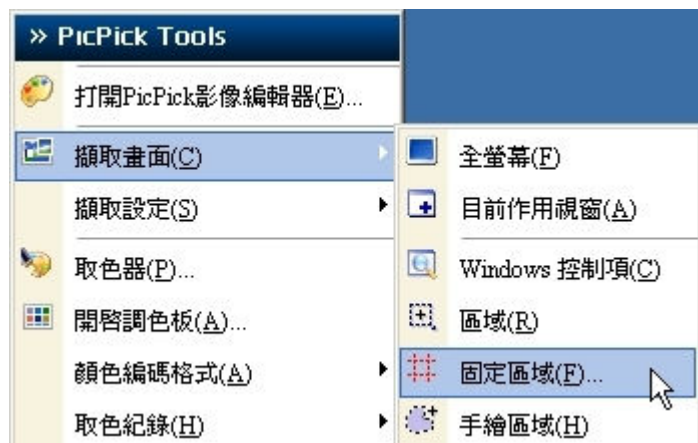 » PicPick Tools
打開PicPick影像編輯器(E)...
擷取畫面(C)
擷取設定(S)
取色器(P)...
開啓調色板(A)...
顏色編碼格式(A)
取色紀錄(H)
全螢幕(F)
目前作用視窗(A)
Windows 控制項(C)
區域(R)
固定區域(F)...
手繪區域(H)